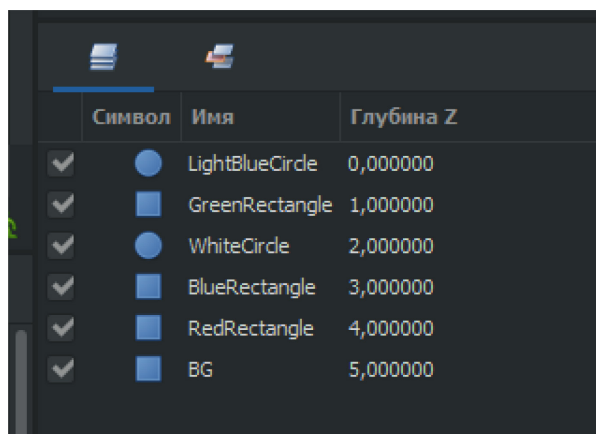 Символ Имя Глубина Z
LightBlueCircle 0,000000
GreenRectangle 1,000000
WhiteCircle 2,000000
BlueRectangle 3,000000
RedRectangle 4,000000
BG 5,000000